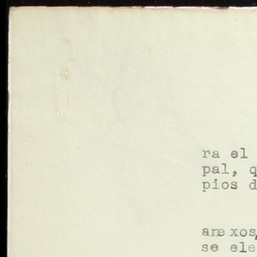 ra el
pal, q
pios d
anexos,
se ele